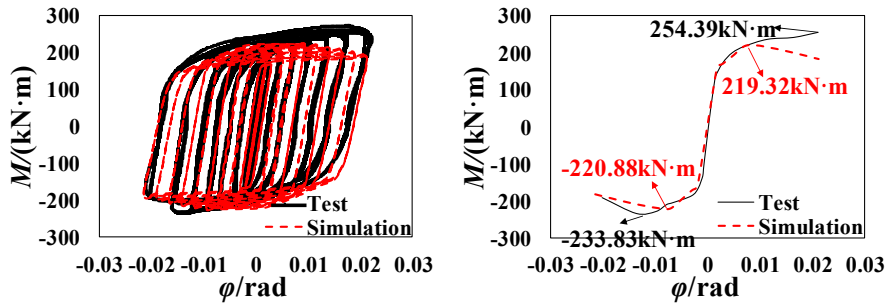 300
200
100
0
-100
-200
-300
M/(kN·m)
Test
Simulation
-0.03 -0.02 -0.01 0 0.01 0.02 0.03
φ/rad
300
200
100
0
-100
-200
-300
M/(kN·m)
254.39kN·m
219.32kN·m
-220.88kN·m
Test
Simulation
-233.83kN·m
-0.03 -0.02 -0.01 0 0.01 0.02 0.03
φ/rad